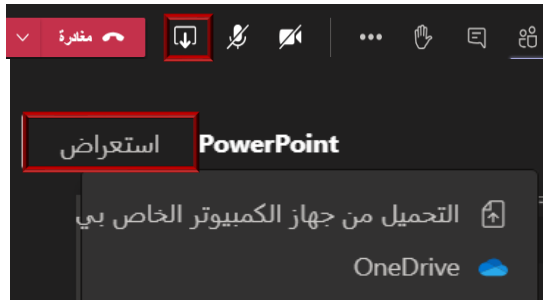 مغادرة
PowerPoint استعراض
التحميل من جهاز الكمبيوتر الخاص بي
OneDrive